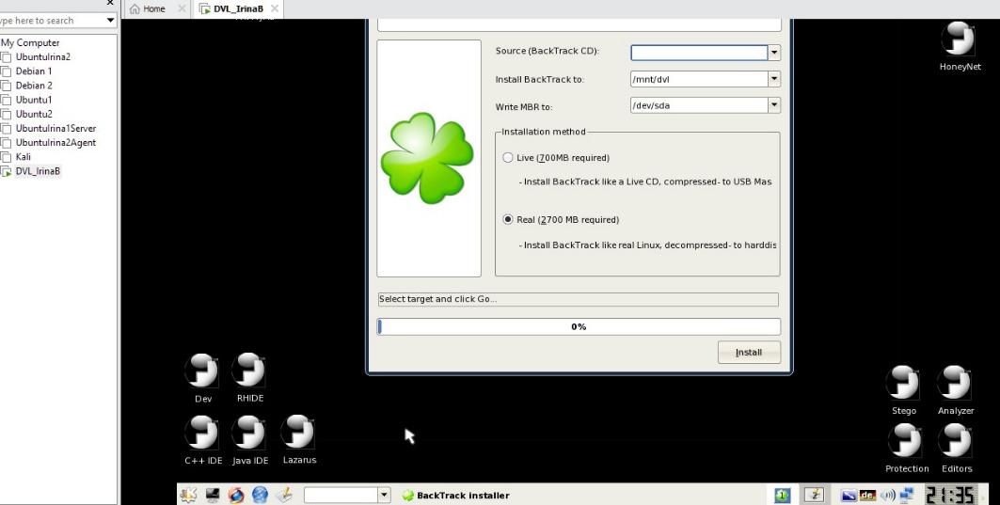 Home
DVL_IrinaB
ype here to search
My Computer
UbuntuIrina2
Debian 1
Debian 2
Ubuntu1
Ubuntu2
UbuntuIrina1Server
UbuntuIrina2Agent
Kali
DVL_IrinaB
Source (BackTrack CD):
Install BackTrack to:
/mnt/dvl
Write MBR to:
/dev/sda
Installation method
Live (700MB required)
- Install BackTrack like a Live CD, compressed- to USB Mas
Real (2700 MB required)
- Install BackTrack like real Linux, decompressed- to harddis
Select target and click Go...
0%
Install
HoneyNet
Dev
RHIDE
C++ IDE
Java IDE
Lazarus
Stego
Analyzer
Protection
Editors
BackTrack installer
1
2
de
21:35